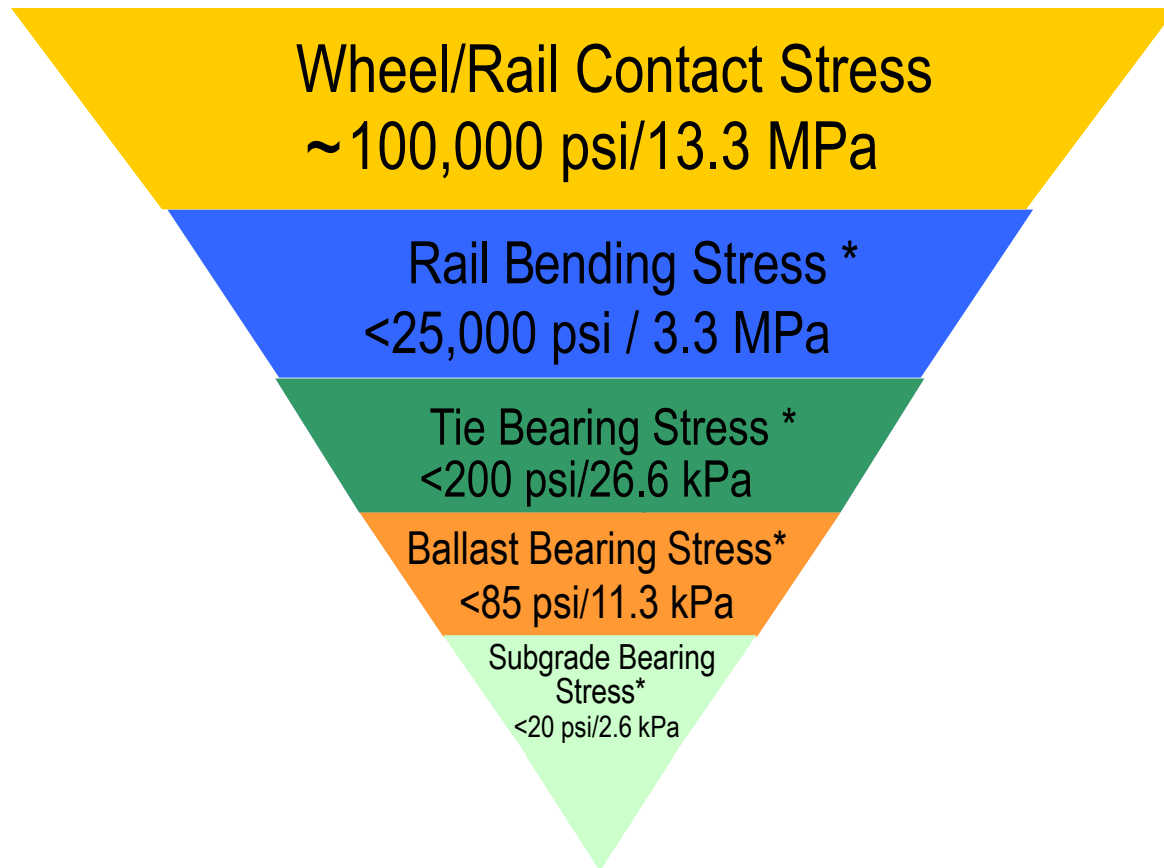 Wheel/Rail Contact Stress
~100,000 psi/13.3 MPa
Rail Bending Stress *
<25,000 psi / 3.3 MPa
Tie Bearing Stress *
<200 psi/26.6 kPa
Ballast Bearing Stress*
<85 psi/11.3 kPa
Subgrade Bearing
Stress*
<20 psi/2.6 kPa